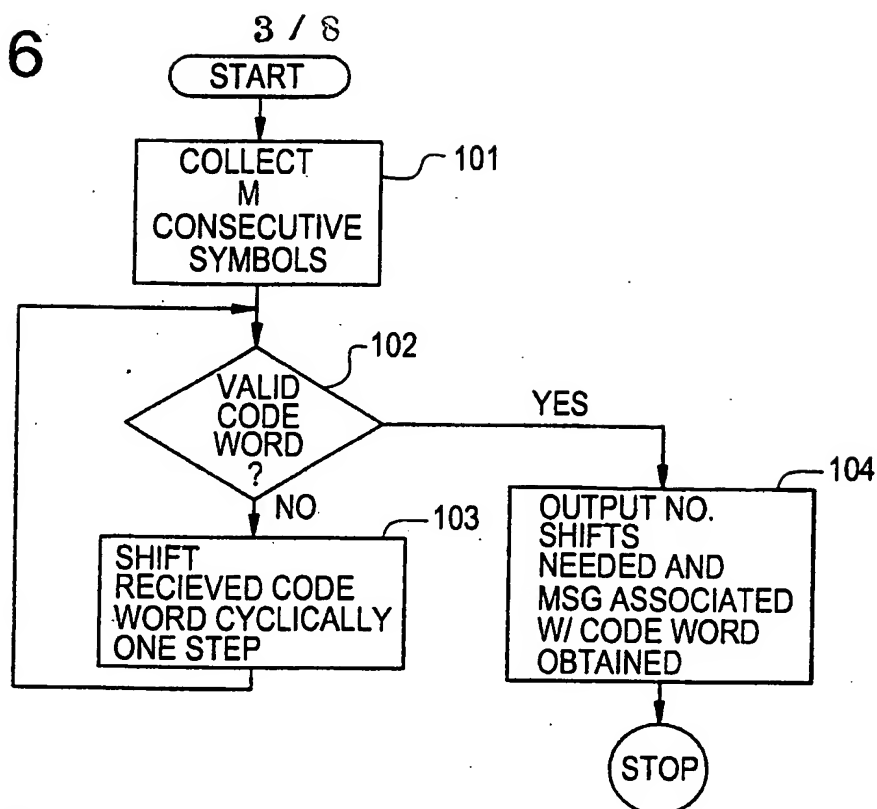 3 / 8
6
START
COLLECT
M
CONSECUTIVE
SYMBOLS
101
VALID
CODE
WORD
?
102
YES
NO
SHIFT
RECIEVED CODE
WORD CYCLICALLY
ONE STEP
103
OUTPUT NO.
SHIFTS
NEEDED AND
MSG ASSOCIATED
W/ CODE WORD
OBTAINED
104
STOP